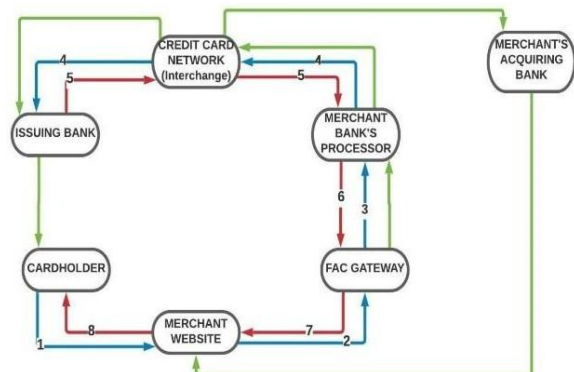 CREDIT CARD
NETWORK
(Interchange)
MERCHANT'S
ACQUIRING
BANK
4
5
4
5
ISSUING BANK
MERCHANT
BANK'S
PROCESSOR
6
3
CARDHOLDER
FAC GATEWAY
MERCHANT
WEBSITE
8
7
1
2